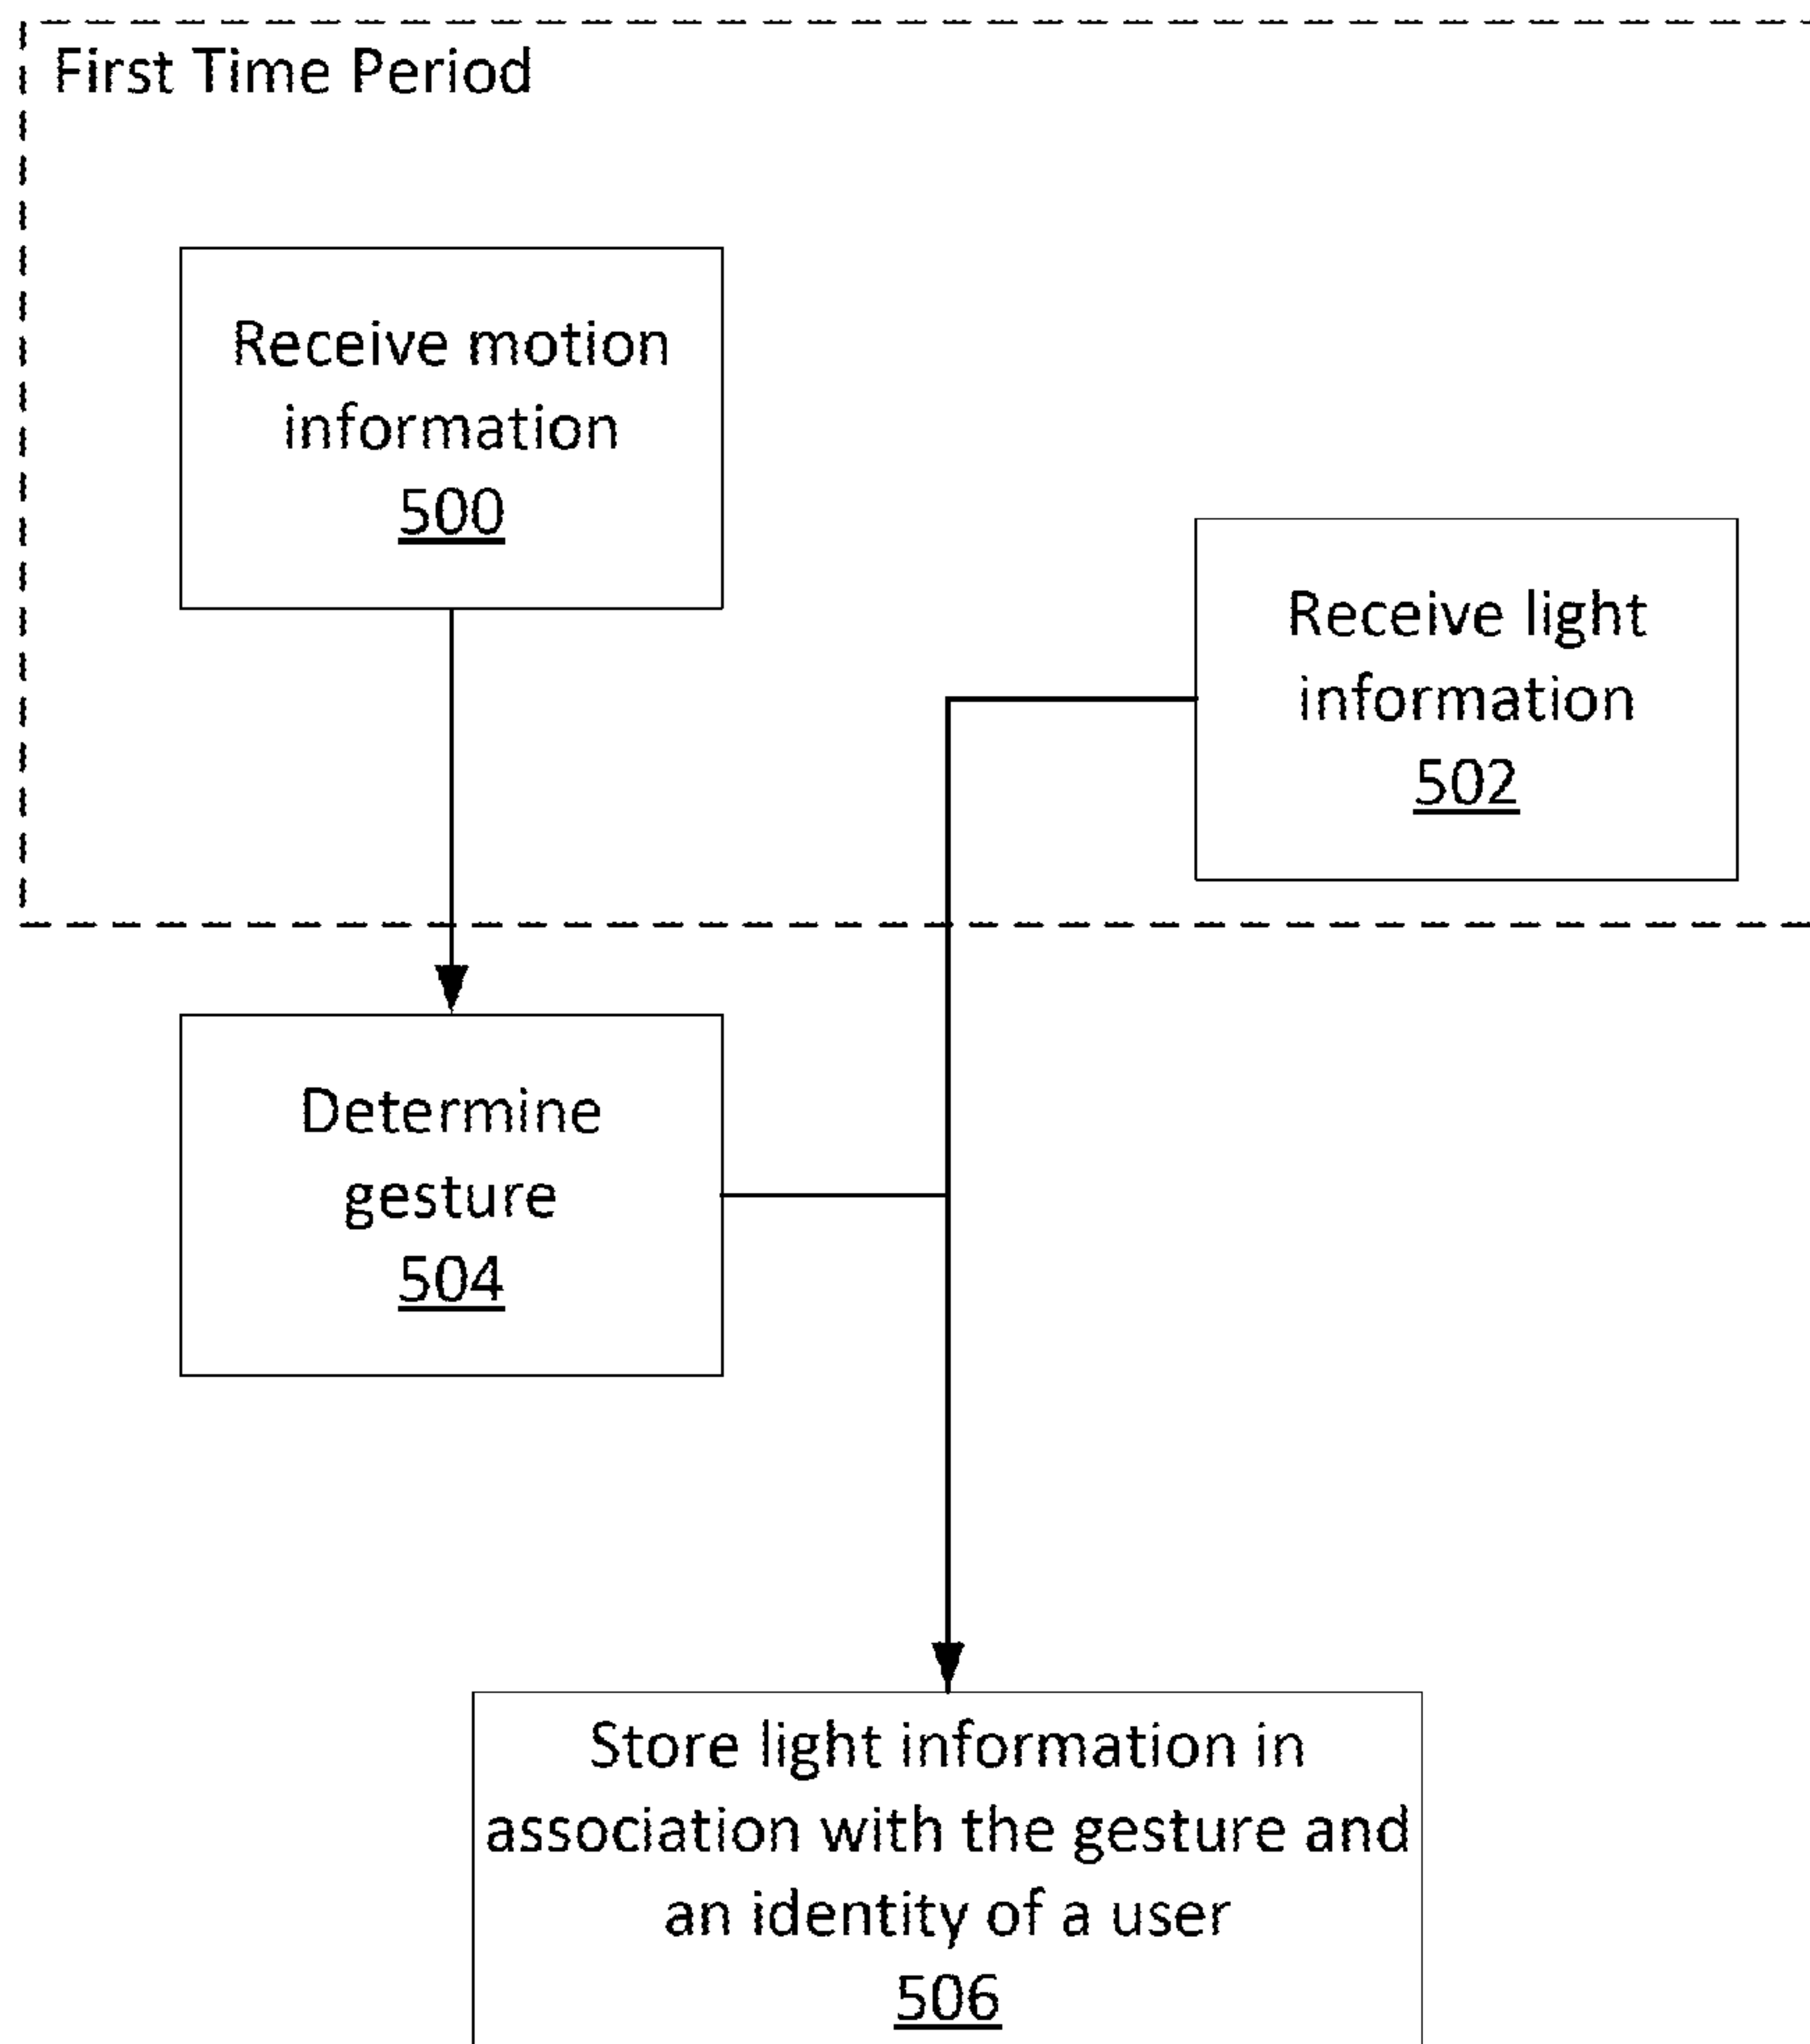 First Time Period
Receive motion
information
500
Receive light
information
502
Determine
gesture
504
Store light information in
association with the gesture and
an identity of a user
506